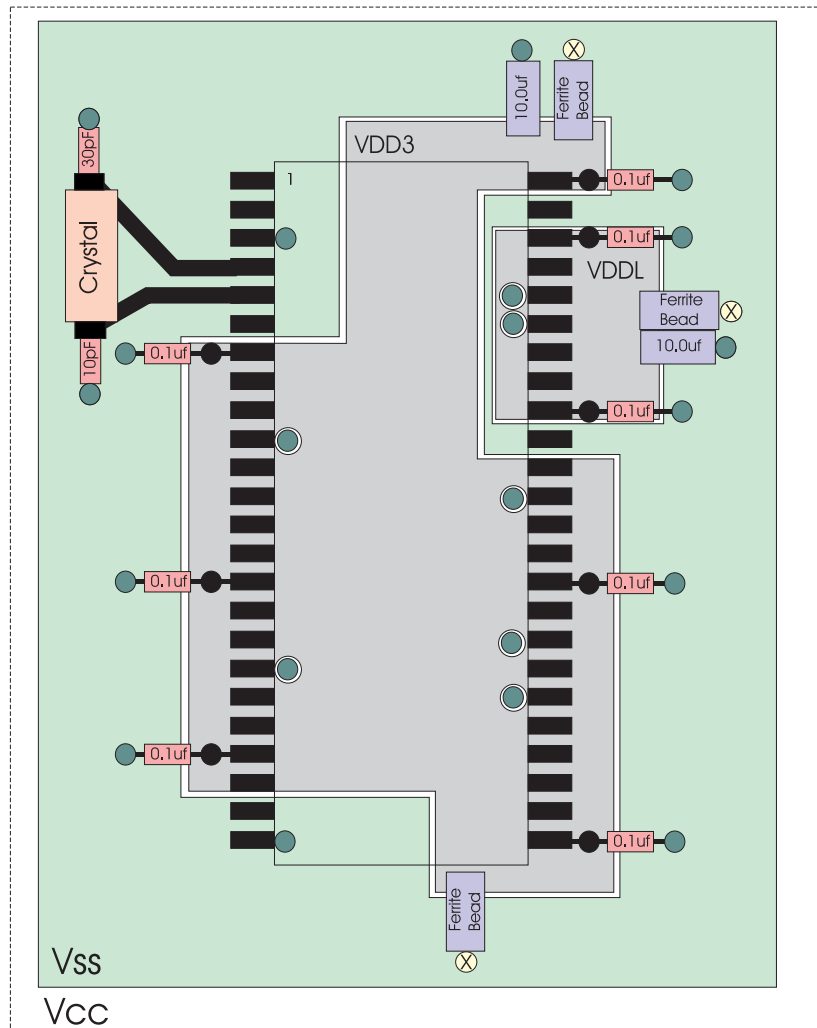 10.0uf
Ferrite
Bead
X
VDD3
30pF
1
0.1uf
Crystal
0.1uf
VDDL
Ferrite
Bead
X
10.0uf
0.1uf
10pF
0.1uf
0.1uf
0.1uf
0.1uf
0.1uf
Ferrite
Bead
X
Vss
Vcc